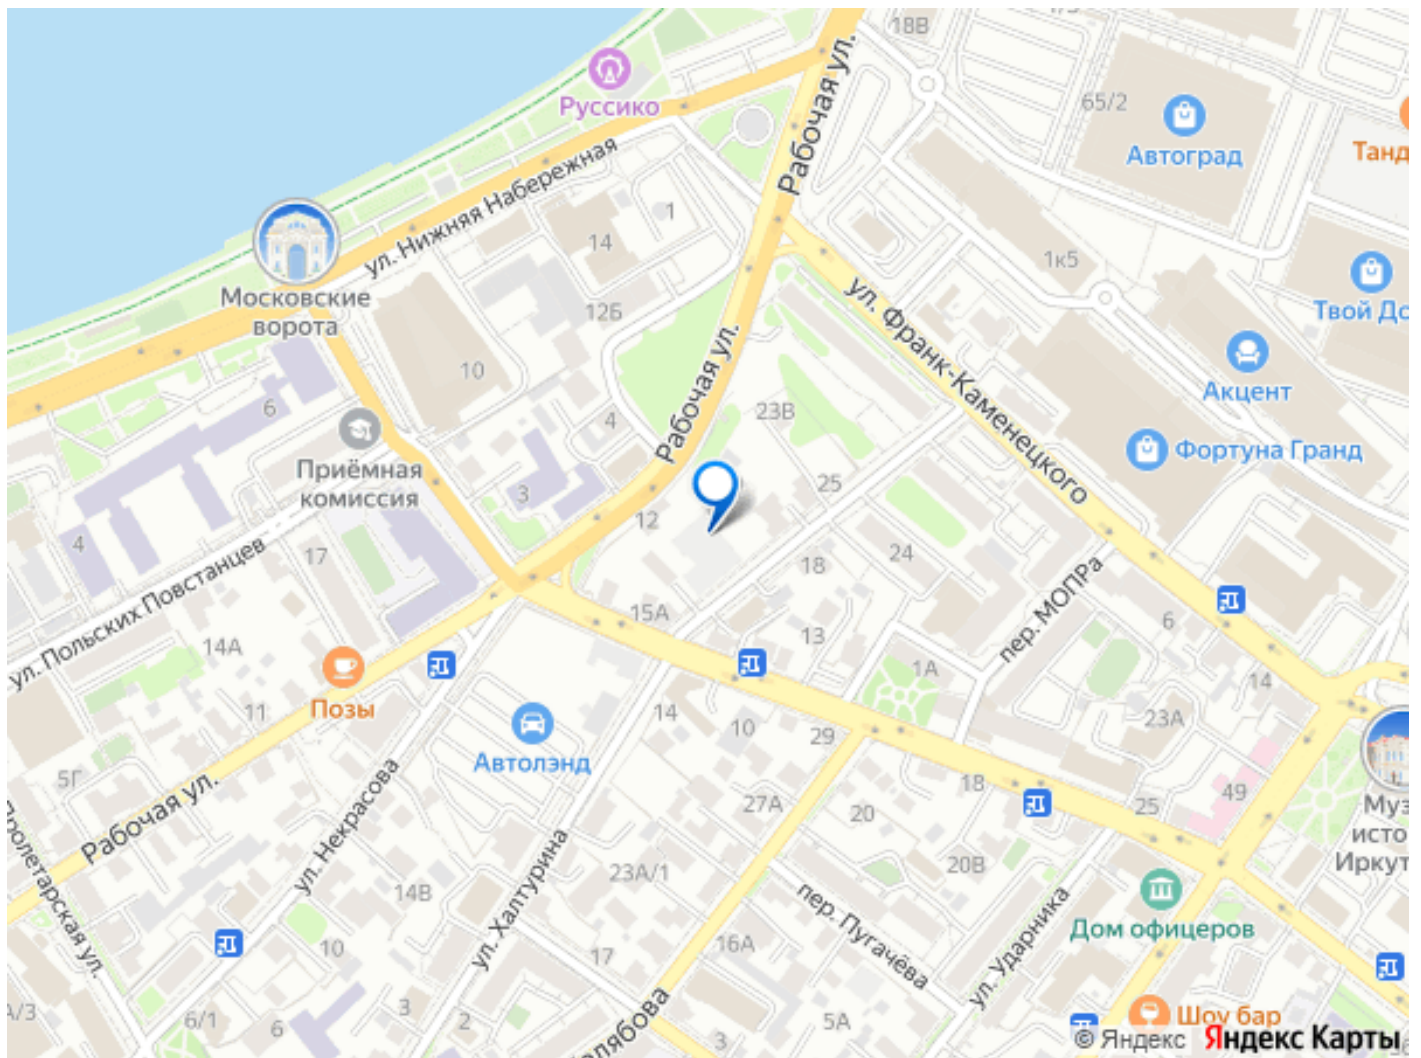 18В
Рабочая ул.
65/2
Руссико
Автоград
Танд
ул. Нижняя Набережная
1
14
1к5
Московские
ворота
12Б
ул. Франк-Каменецкого
Твой До
Рабочая ул.
10
Акцент
6
4
23В
Приёмная
комиссия
Фортуна Гранд
25
3
12
4
17
24
18
ул. Польских Повстанцев
пер. МОПРа
15А
6
13
14А
1А
14
Позы
11
14
10
29
23А
Автолэнд
5Г
Рабочая ул.
ул. Некрасова
27А
20
18
25
49
Муз
исто
Иркут
23А/1
20В
14В
ул. Халтурина
пер. Пугачёва
ул. Ударника
Дом офицеров
10
17
16А
6/1
6
3
2
5А
3
Шоу бар
© Яндекс Яндекс Карты